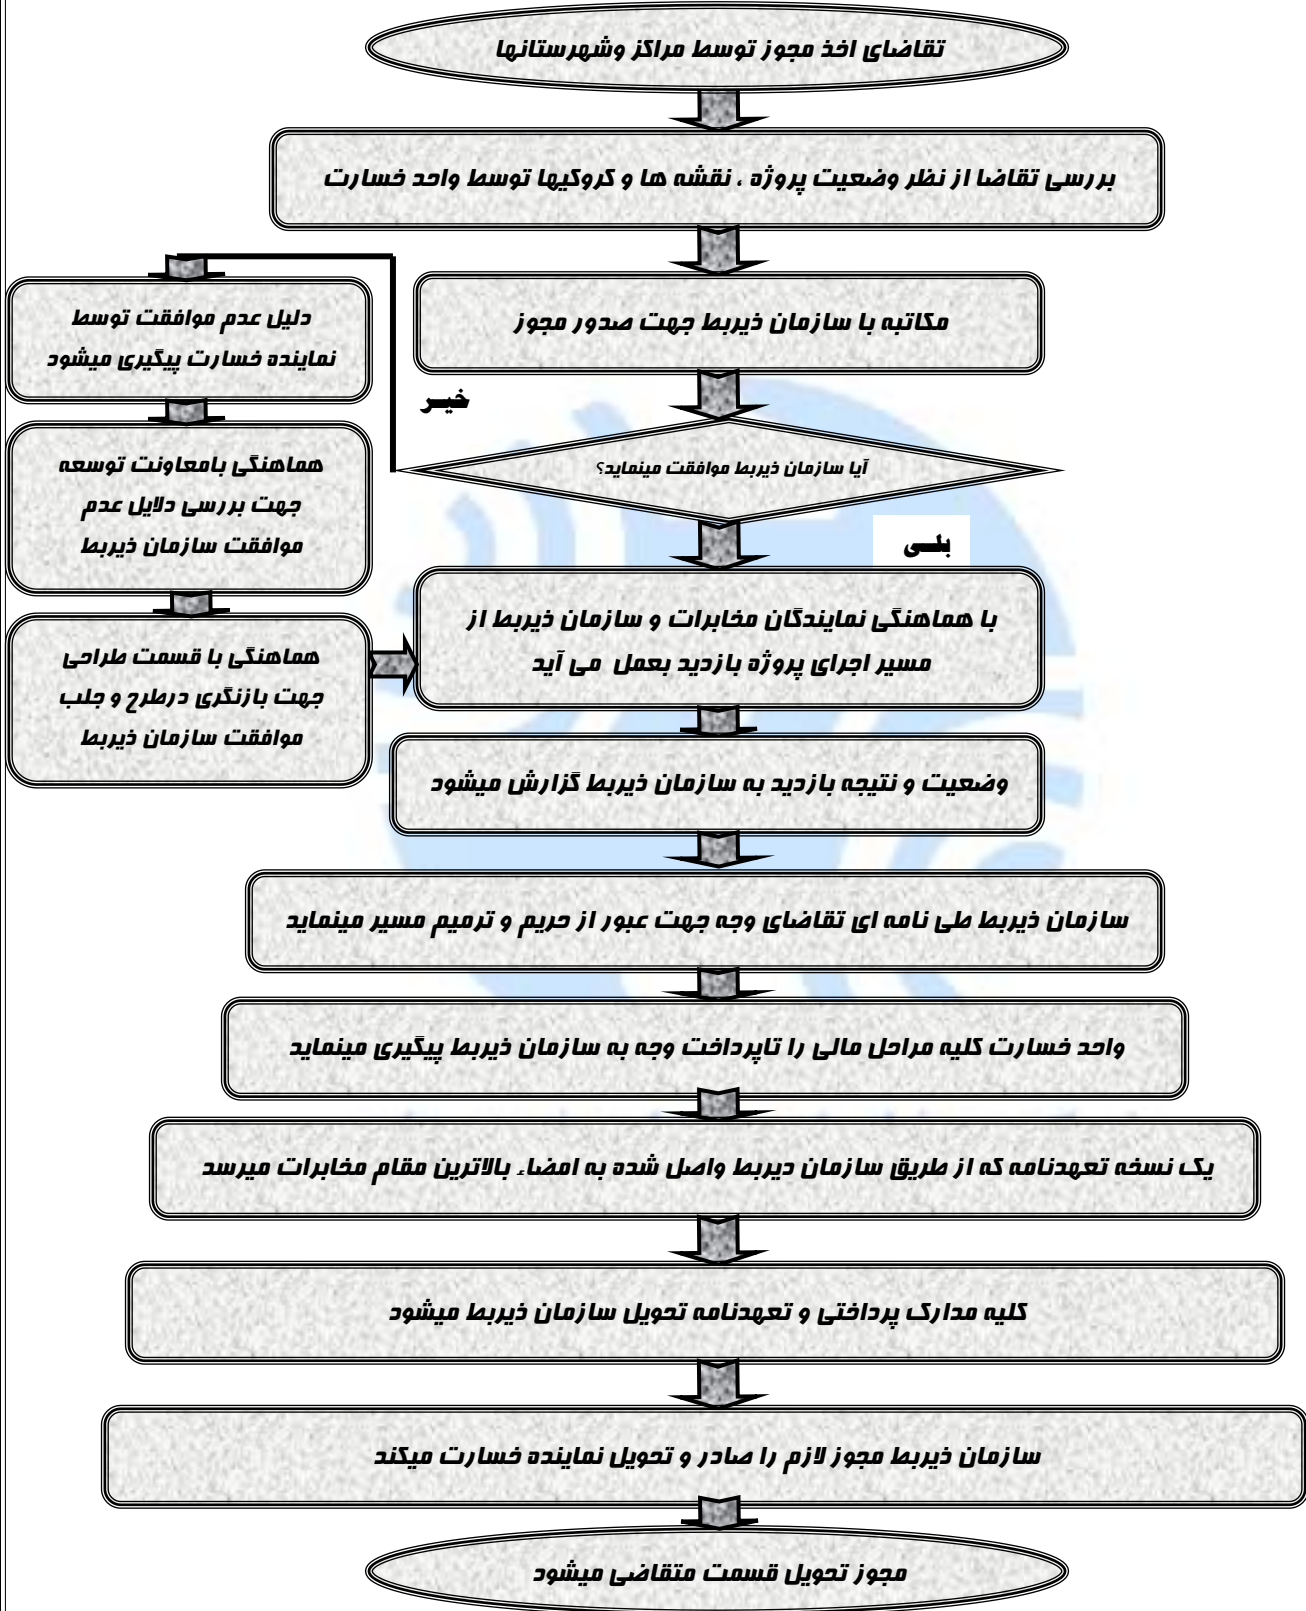 تقاضای اخذ مجوز توسط مراکز وشهرستانها
بررسی تقاضا از نظر وضعیت پروژه ، نقشه ها و کروکیها توسط واحد خسارت
مکاتبه با سازمان ذیربط جهت صدور مجوز
آیا سازمان ذیربط موافقت مینماید؟
خیـر
دلیل عدم موافقت توسط
نماینده خسارت پیگیری میشود
هماهنگی بامعاونت توسعه
جهت بررسی دلایل عدم
موافقت سازمان ذیربط
هماهنگی با قسمت طراحی
جهت بازنگری درطرح و جلب
موافقت سازمان ذیربط
بلـی
با هماهنگی نمایندگان مخابرات و سازمان ذیربط از
مسیر اجرای پروژه بازدید بعمل می آید
وضعیت و نتیجه بازدید به سازمان ذیربط گزارش میشود
سازمان ذیربط طی نامه ای تقاضای وجه جهت عبور از حریم و ترمیم مسیر مینماید
واحد خسارت کلیه مراحل مالی را تاپرداخت وجه به سازمان ذیربط پیگیری مینماید
یک نسخه تعهدنامه که از طریق سازمان دیربط واصل شده به امضاء بالاترین مقام مخابرات میرسد
کلیه مدارک پرداختی و تعهدنامه تحویل سازمان ذیربط میشود
سازمان ذیربط مجوز لازم را صادر و تحویل نماینده خسارت میکند
مجوز تحویل قسمت متقاضی میشود